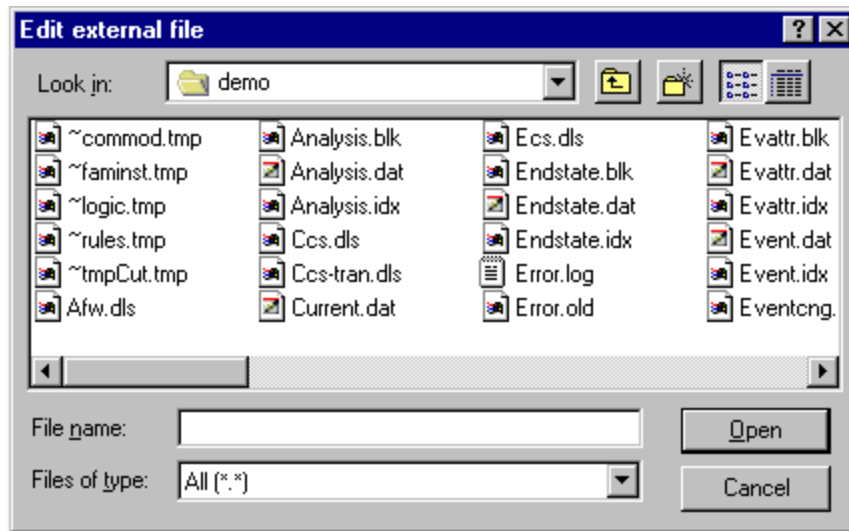 Edit external file
Look in: demo
~commod.tmp Analysis.blk Ecs.dls Evattr.blk
~faminst.tmp Analysis.dat Endstate.blk Evattr.dat
~logic.tmp Analysis.idx Endstate.dat Evattr.idx
~rules.tmp Ccs.dls Endstate.idx Event.dat
~tmpCut.tmp Ccs-tran.dls Error.log Event.idx
Afw.dls Current.dat Error.old Eventcng.
File name: Open
Files of type: All (*.*) Cancel